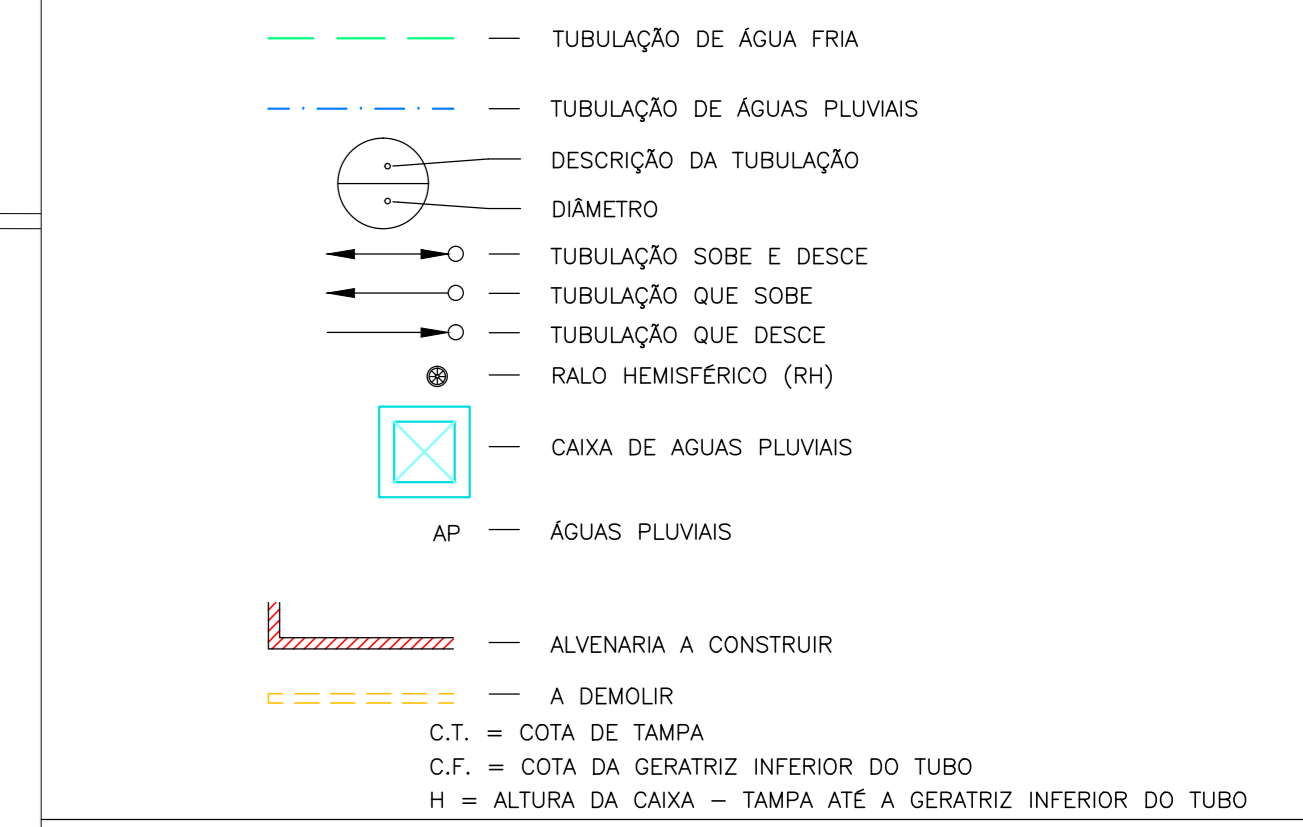 TUBULAÇÃO DE ÁGUA FRIA
TUBULAÇÃO DE ÁGUAS PLUVIAIS
DESCRIÇÃO DA TUBULAÇÃO
DIÂMETRO
TUBULAÇÃO SOBE E DESCE
TUBULAÇÃO QUE SOBE
TUBULAÇÃO QUE DESCE
RALO HEMISFÉRICO (RH)
CAIXA DE AGUAS PLUVIAIS
AP — ÁGUAS PLUVIAIS
ALVENARIA A CONSTRUIR
A DEMOLIR
C.T. = COTA DE TAMPA
C.F. = COTA DA GERATRIZ INFERIOR DO TUBO
H = ALTURA DA CAIXA – TAMPA ATÉ A GERATRIZ INFERIOR DO TUBO